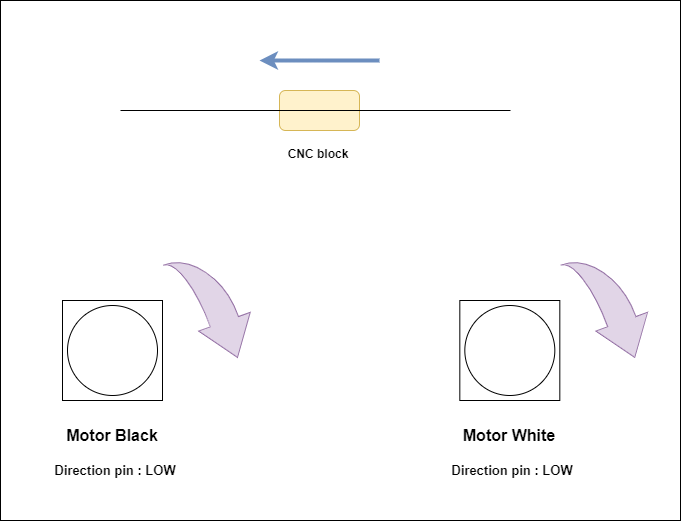 CNC block
Motor Black
Motor White
Direction pin : LOW
Direction pin : LOW